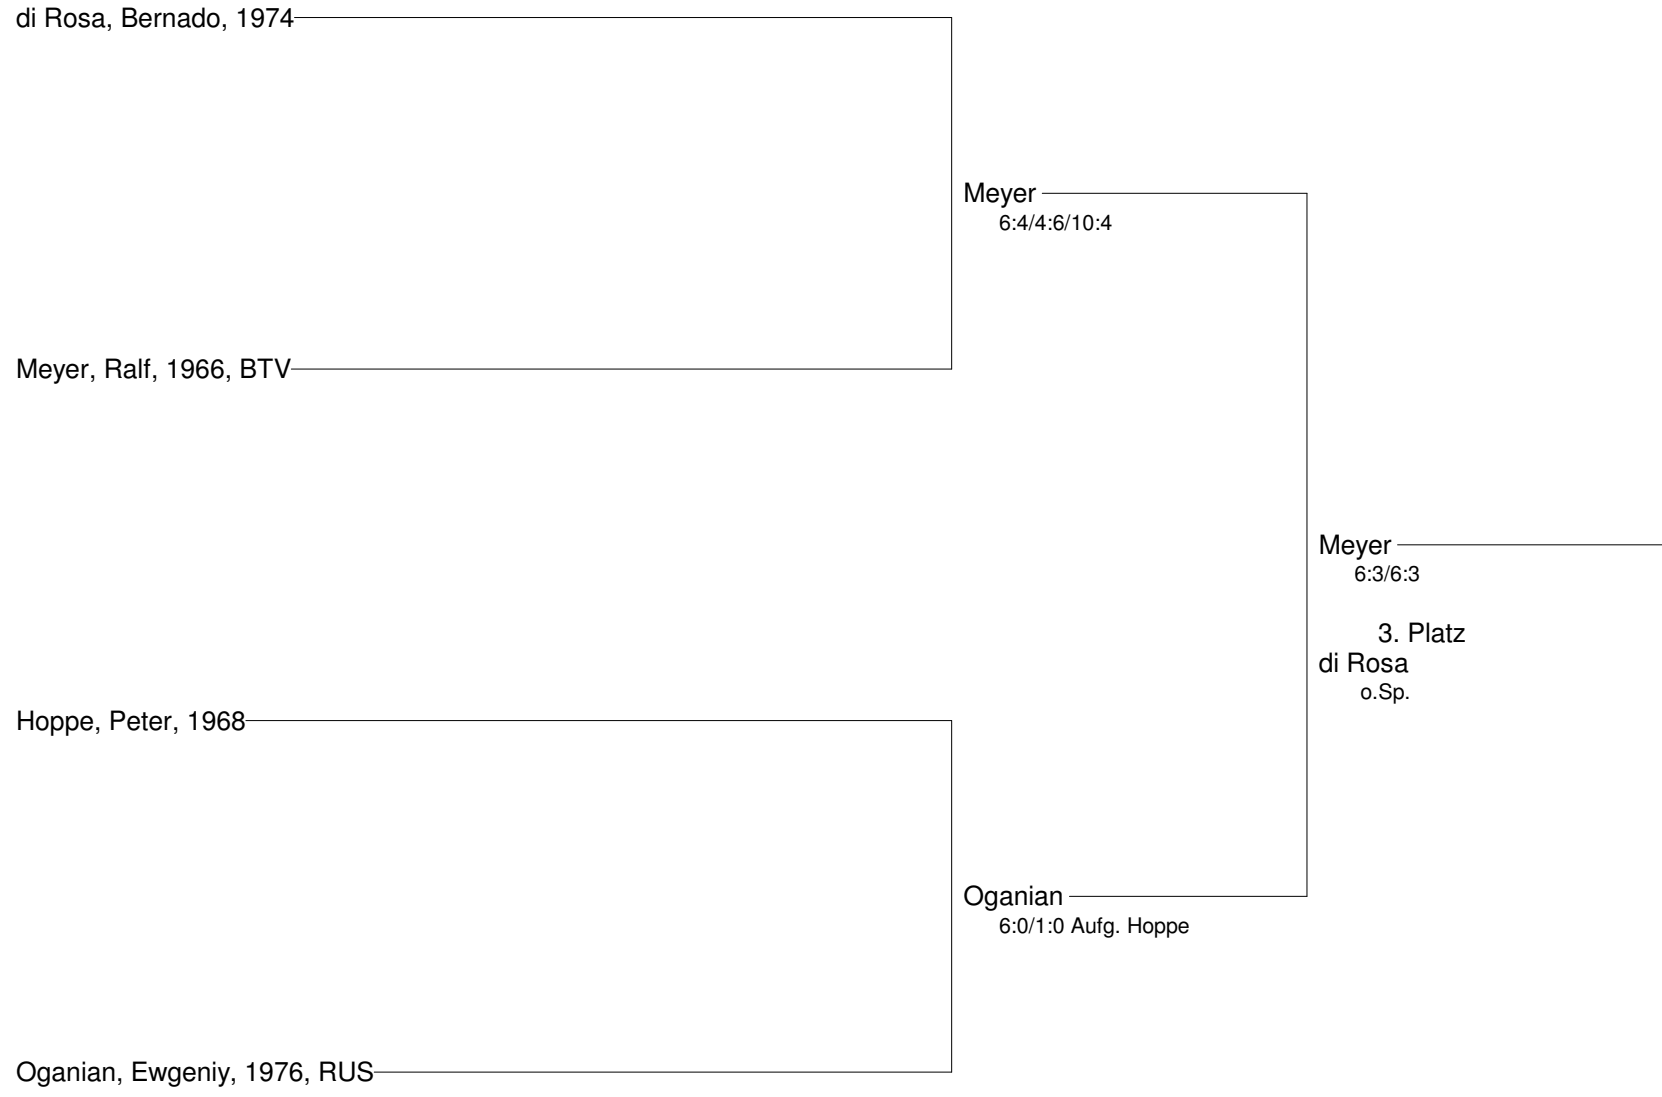 di Rosa, Bernado, 1974
Meyer
6:4/4:6/10:4
Meyer, Ralf, 1966, BTV
Meyer
6:3/6:3
3. Platz
di Rosa
o.Sp.
Hoppe, Peter, 1968
Oganian
6:0/1:0 Aufg. Hoppe
Oganian, Ewgeniy, 1976, RUS